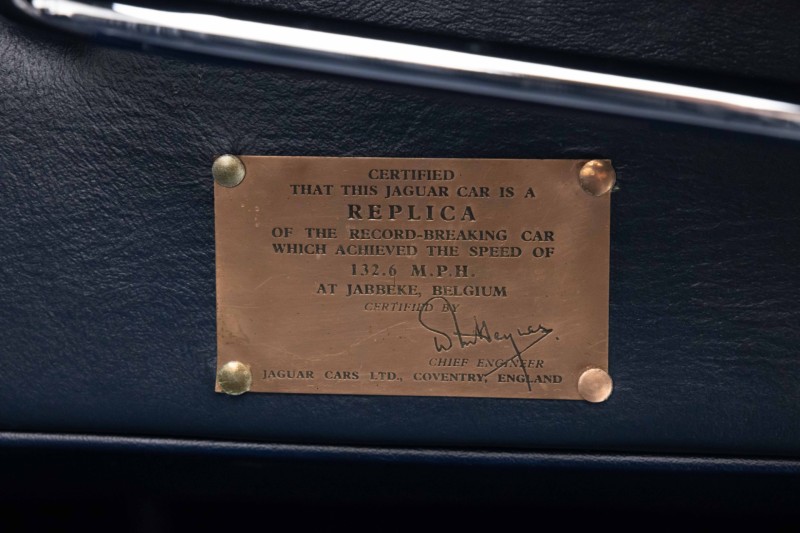 CERTIFIED
THAT THIS JAGUAR CAR IS A
REPLICA
OF THE RECORD-BREAKING CAR
WHICH ACHIEVED THE SPEED OF
132.6 M.P.H.
AT JABBEKE, BELGIUM
CERTIFIED BY
CHIEF ENGINEER
JAGUAR CARS LTD., COVENTRY, ENGLAND